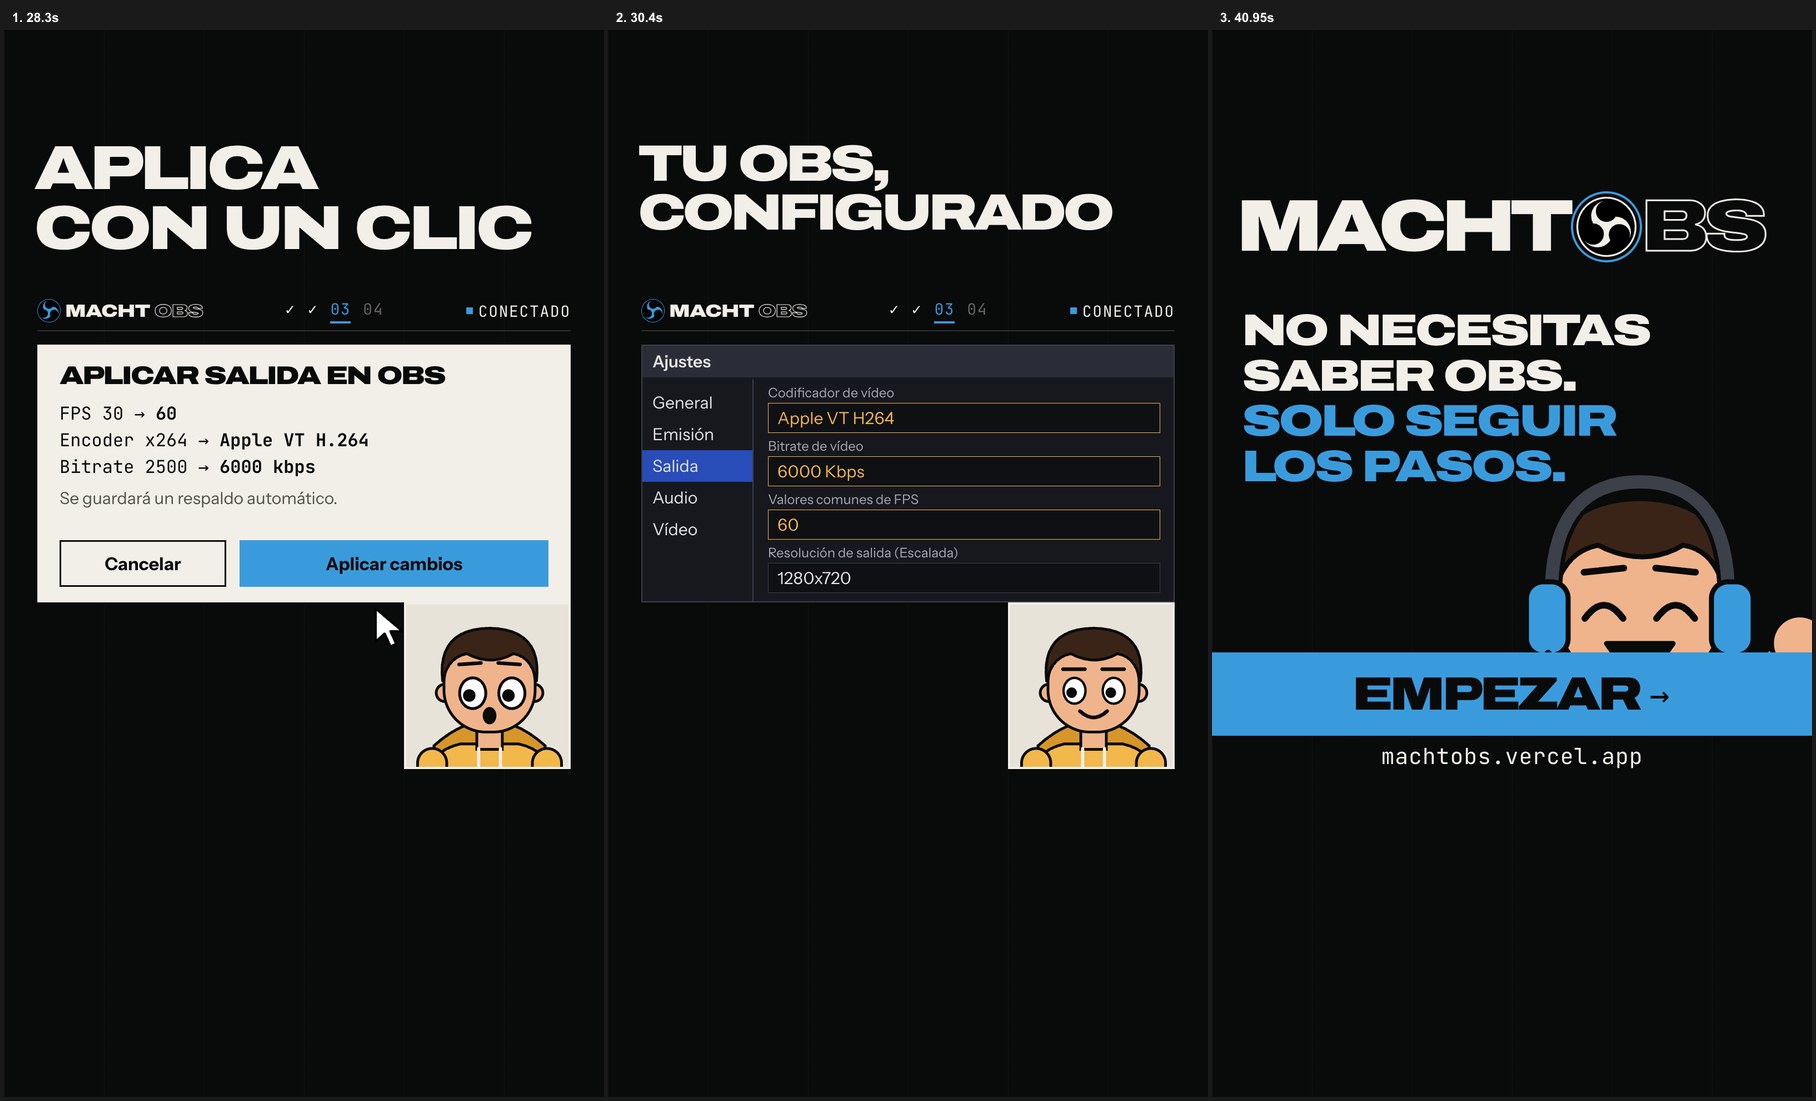 1. 28.3s
APLICA
CON UN CLIC
MACHT OBS
✓ ✓ 03 04
CONECTADO
APLICAR SALIDA EN OBS
FPS 30 → 60
Encoder x264 → Apple VT H.264
Bitrate 2500 → 6000 kbps
Se guardará un respaldo automático.
Cancelar
Aplicar cambios
2. 30.4s
TU OBS,
CONFIGURADO
MACHT OBS
✓ ✓ 03 04
CONECTADO
Ajustes
General
Emisión
Salida
Audio
Vídeo
Codificador de vídeo
Apple VT H264
Bitrate de vídeo
6000 Kbps
Valores comunes de FPS
60
Resolución de salida (Escalada)
1280x720
3. 40.95s
MACHTOBS
NO NECESITAS
SABER OBS.
SOLO SEGUIR
LOS PASOS.
EMPEZAR →
machtobs.vercel.app